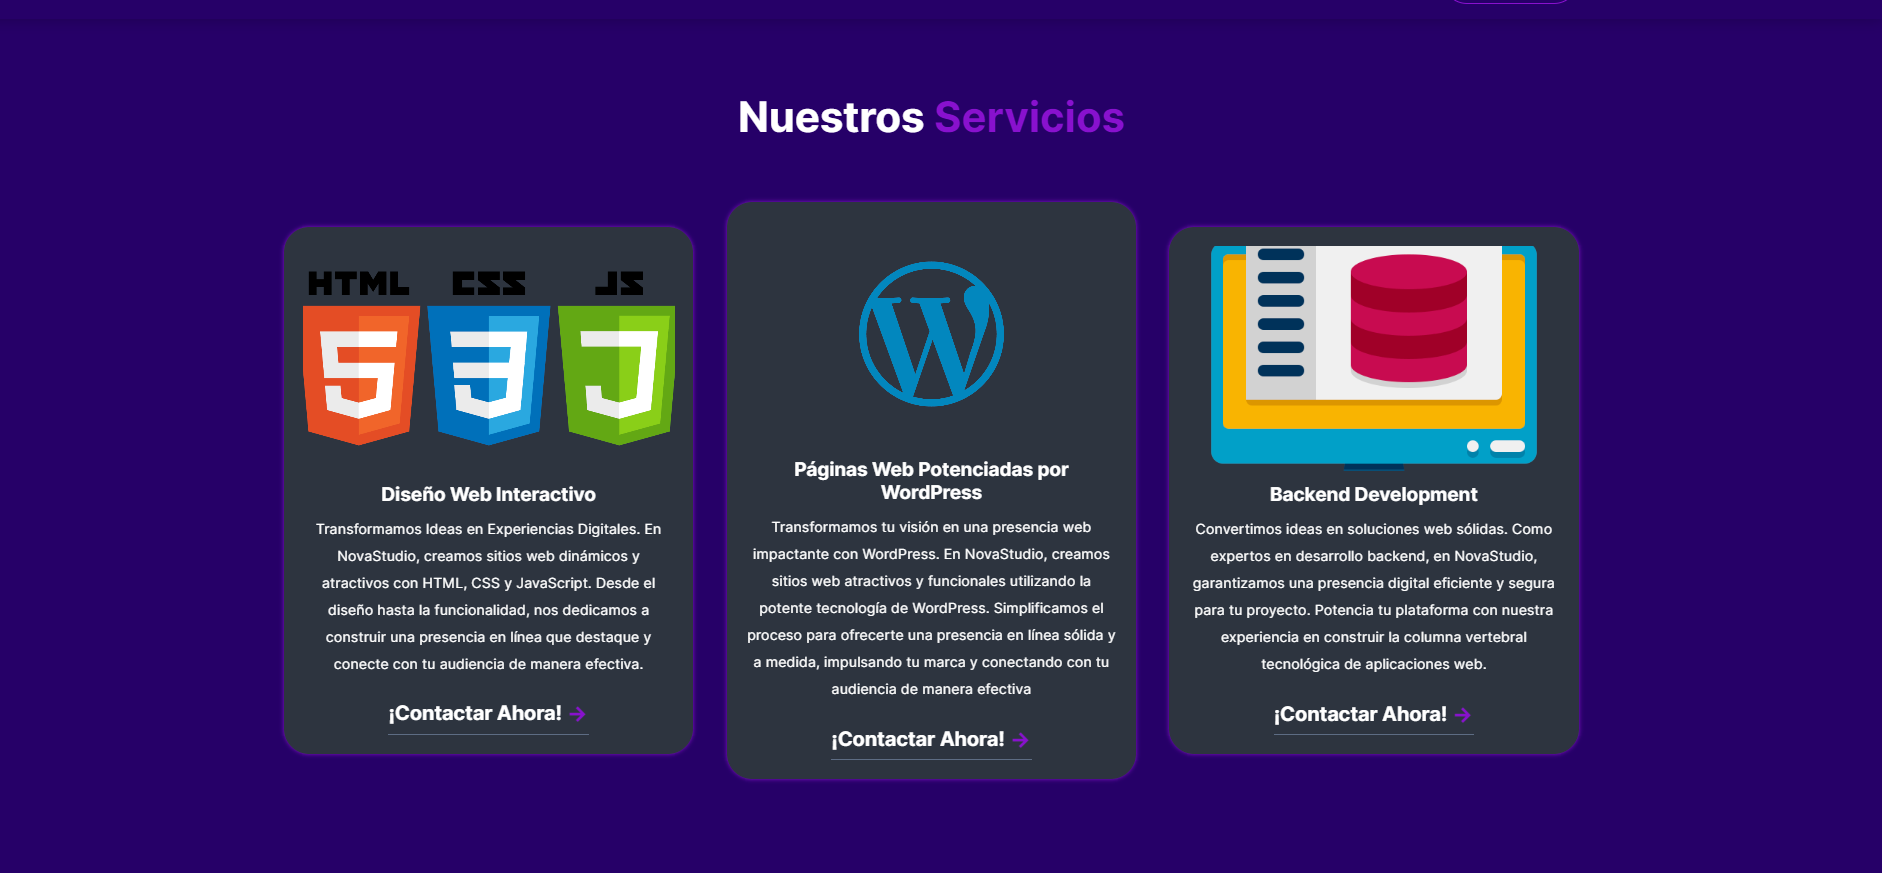 Nuestros Servicios
HTML CSS JS
Diseño Web Interactivo
Transformamos Ideas en Experiencias Digitales. En
NovaStudio, creamos sitios web dinámicos y
atractivos con HTML, CSS y JavaScript. Desde el
diseño hasta la funcionalidad, nos dedicamos a
construir una presencia en línea que destaque y
conecte con tu audiencia de manera efectiva.
¡Contactar Ahora! →
W
Páginas Web Potenciadas por
WordPress
Transformamos tu visión en una presencia web
impactante con WordPress. En NovaStudio, creamos
sitios web atractivos y funcionales utilizando la
potente tecnología de WordPress. Simplificamos el
proceso para ofrecerte una presencia en línea sólida y
a medida, impulsando tu marca y conectando con tu
audiencia de manera efectiva
¡Contactar Ahora! →
Backend Development
Convertimos ideas en soluciones web sólidas. Como
expertos en desarrollo backend, en NovaStudio,
garantizamos una presencia digital eficiente y segura
para tu proyecto. Potencia tu plataforma con nuestra
experiencia en construir la columna vertebral
tecnológica de aplicaciones web.
¡Contactar Ahora! →